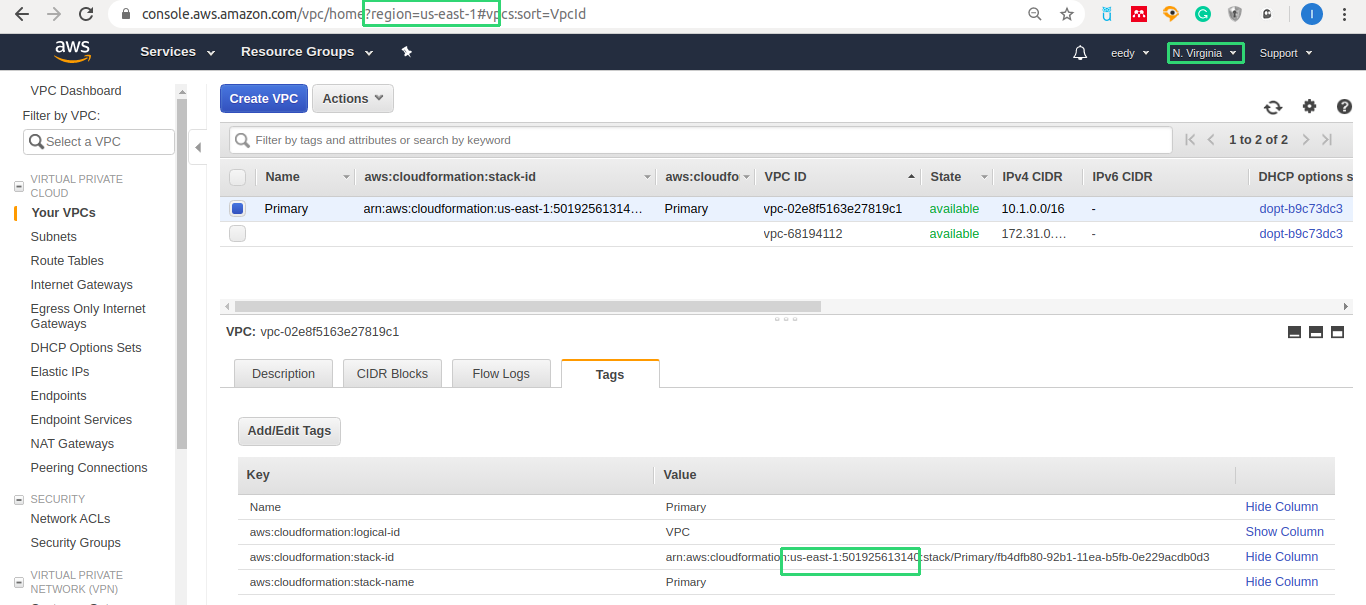 console.aws.amazon.com/vpc/home?region=us-east-1#vpcs:sort=VpcId
I
aws Services Resource Groups eedy N. Virginia Support
VPC Dashboard
Filter by VPC:
Select a VPC
VIRTUAL PRIVATE
CLOUD
Your VPCs
Subnets
Route Tables
Internet Gateways
Egress Only Internet
Gateways
DHCP Options Sets
Elastic IPs
Endpoints
Endpoint Services
NAT Gateways
Peering Connections
SECURITY
Network ACLs
Security Groups
VIRTUAL PRIVATE
NETWORK (VPN)
Create VPC Actions
Filter by tags and attributes or search by keyword 1 to 2 of 2
Name aws:cloudformation:stack-id aws:cloudfo VPC ID State IPv4 CIDR IPv6 CIDR DHCP options s
Primary arn:aws:cloudformation:us-east-1:50192561314… Primary vpc-02e8f5163e27819c1 available 10.1.0.0/16 - dopt-b9c73dc3
vpc-68194112 available 172.31.0.… - dopt-b9c73dc3
VPC: vpc-02e8f5163e27819c1
Description CIDR Blocks Flow Logs Tags
Add/Edit Tags
Key Value
Name Primary Hide Column
aws:cloudformation:logical-id VPC Show Column
aws:cloudformation:stack-id arn:aws:cloudformation:us-east-1:501925613140:stack/Primary/fb4dfb80-92b1-11ea-b5fb-0e229acdb0d3 Hide Column
aws:cloudformation:stack-name Primary Hide Column